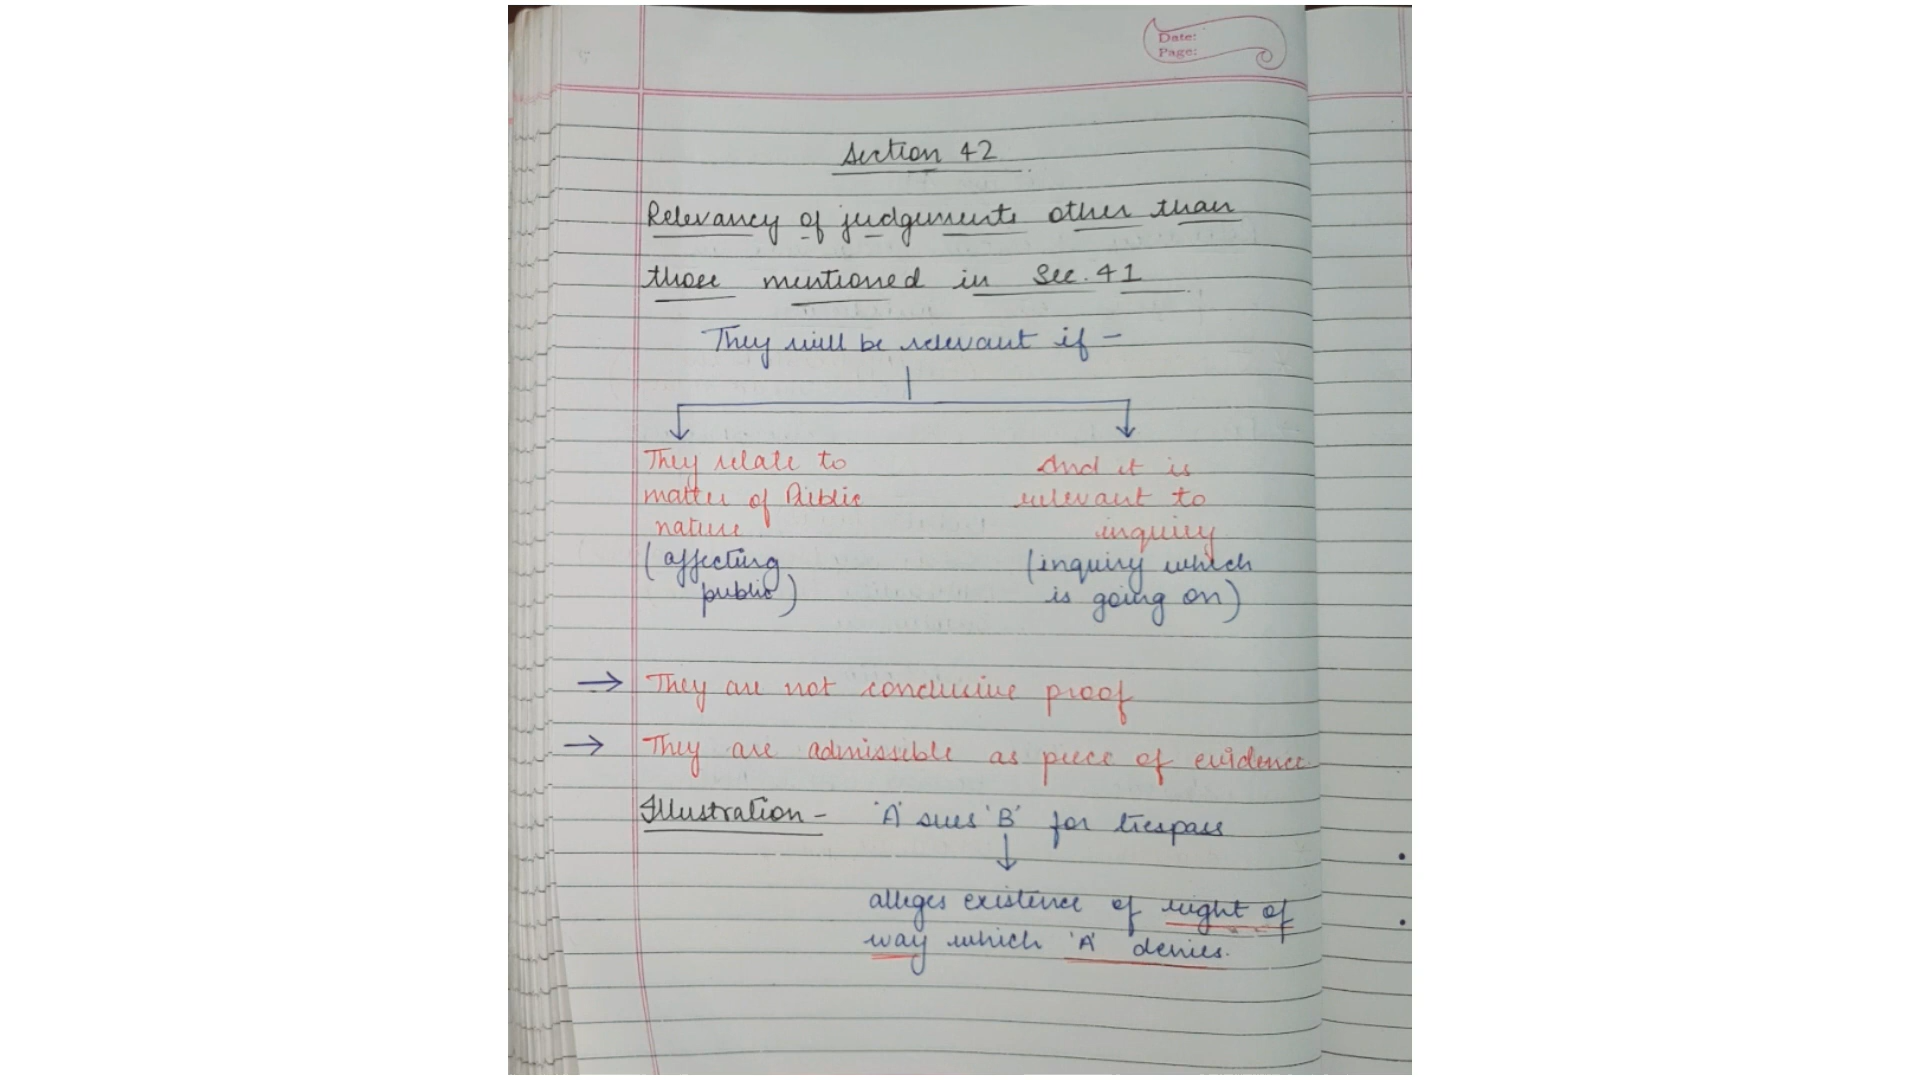 Date:
Page:
Section 42
Relevancy of judgements other than
those mentioned in Sec. 41
They will be relevant if -
They relate to
matter of Public
nature
(affecting
public)
And it is
relevant to
inquiry
(inquiry which
is going on)
→ They are not conclusive proof
→ They are admissible as piece of evidence
Illustration - 'A' sues 'B' for trespass
alleges existence of right of
way which 'A' denies.